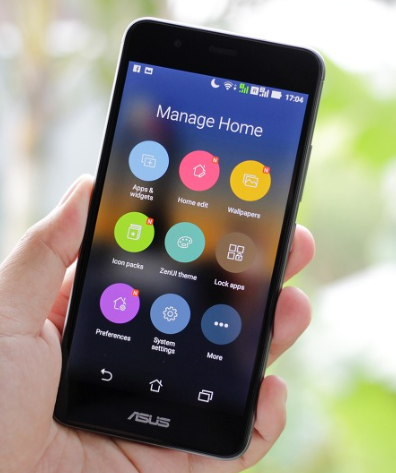 17:04
Manage Home
Apps & widgets
Home edit
Wallpapers
Icon packs
ZenUI theme
Lock apps
Preferences
System settings
More
ASUS